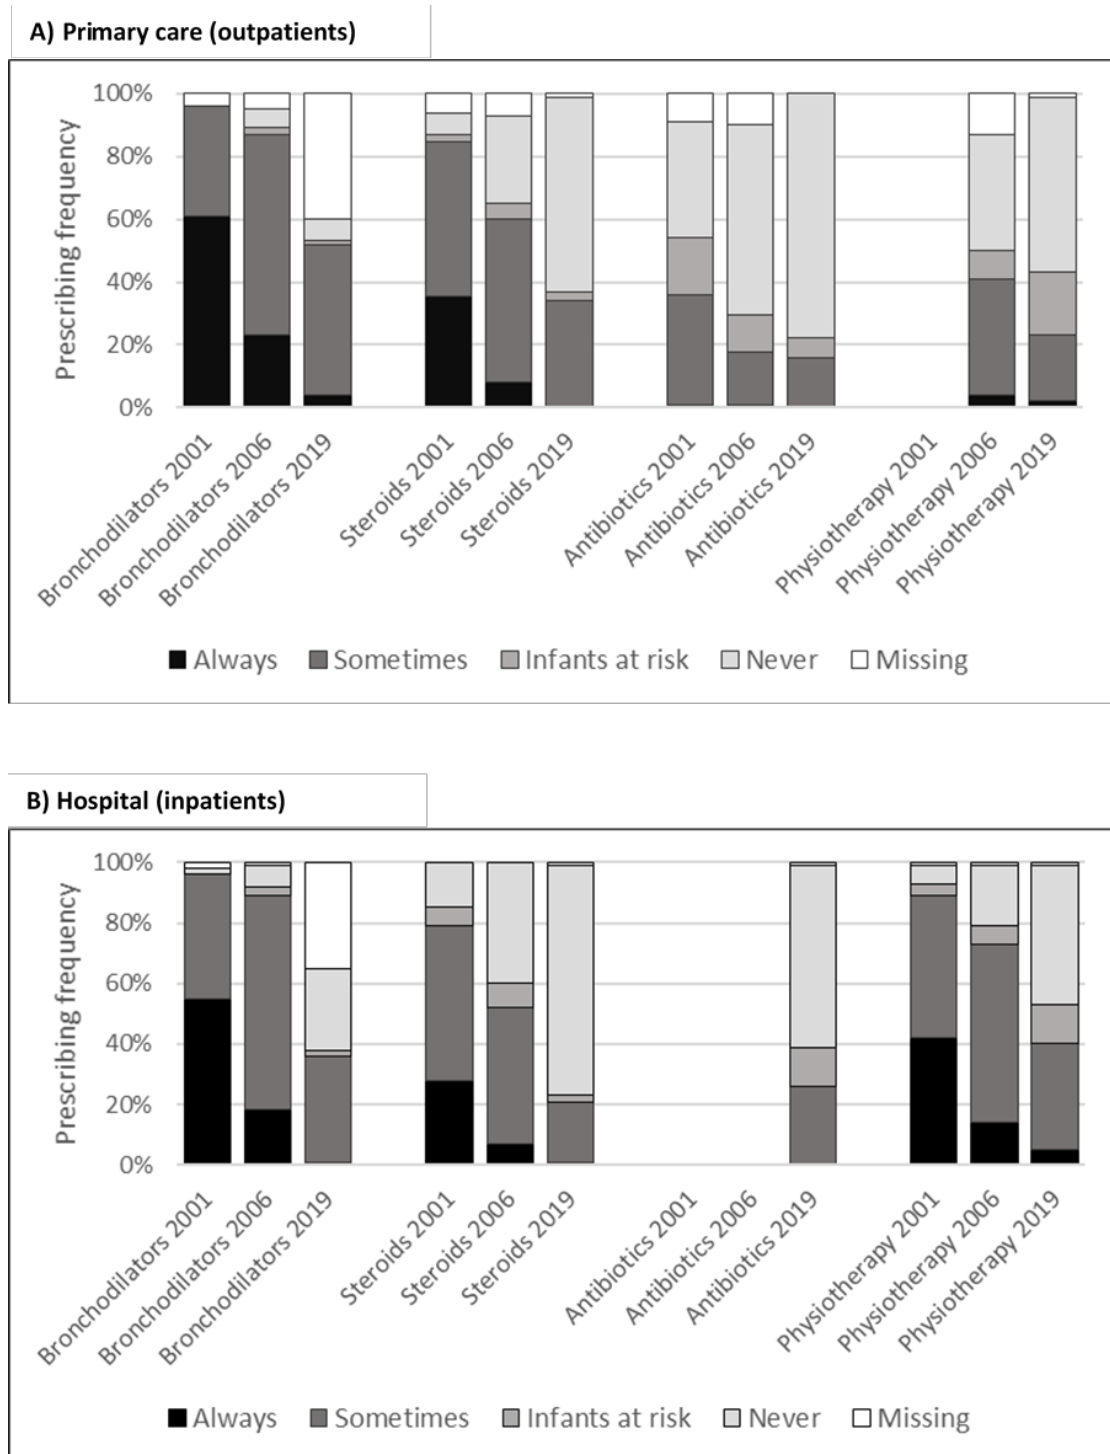 A) Primary care (outpatients)
Prescribing frequency
100%
80%
60%
40%
20%
0%
Bronchodilators 2001
Bronchodilators 2006
Bronchodilators 2019
Steroids 2001
Steroids 2006
Steroids 2019
Antibiotics 2001
Antibiotics 2006
Antibiotics 2019
Physiotherapy 2001
Physiotherapy 2006
Physiotherapy 2019
Always Sometimes Infants at risk Never Missing
B) Hospital (inpatients)
Prescribing frequency
100%
80%
60%
40%
20%
0%
Bronchodilators 2001
Bronchodilators 2006
Bronchodilators 2019
Steroids 2001
Steroids 2006
Steroids 2019
Antibiotics 2001
Antibiotics 2006
Antibiotics 2019
Physiotherapy 2001
Physiotherapy 2006
Physiotherapy 2019
Always Sometimes Infants at risk Never Missing